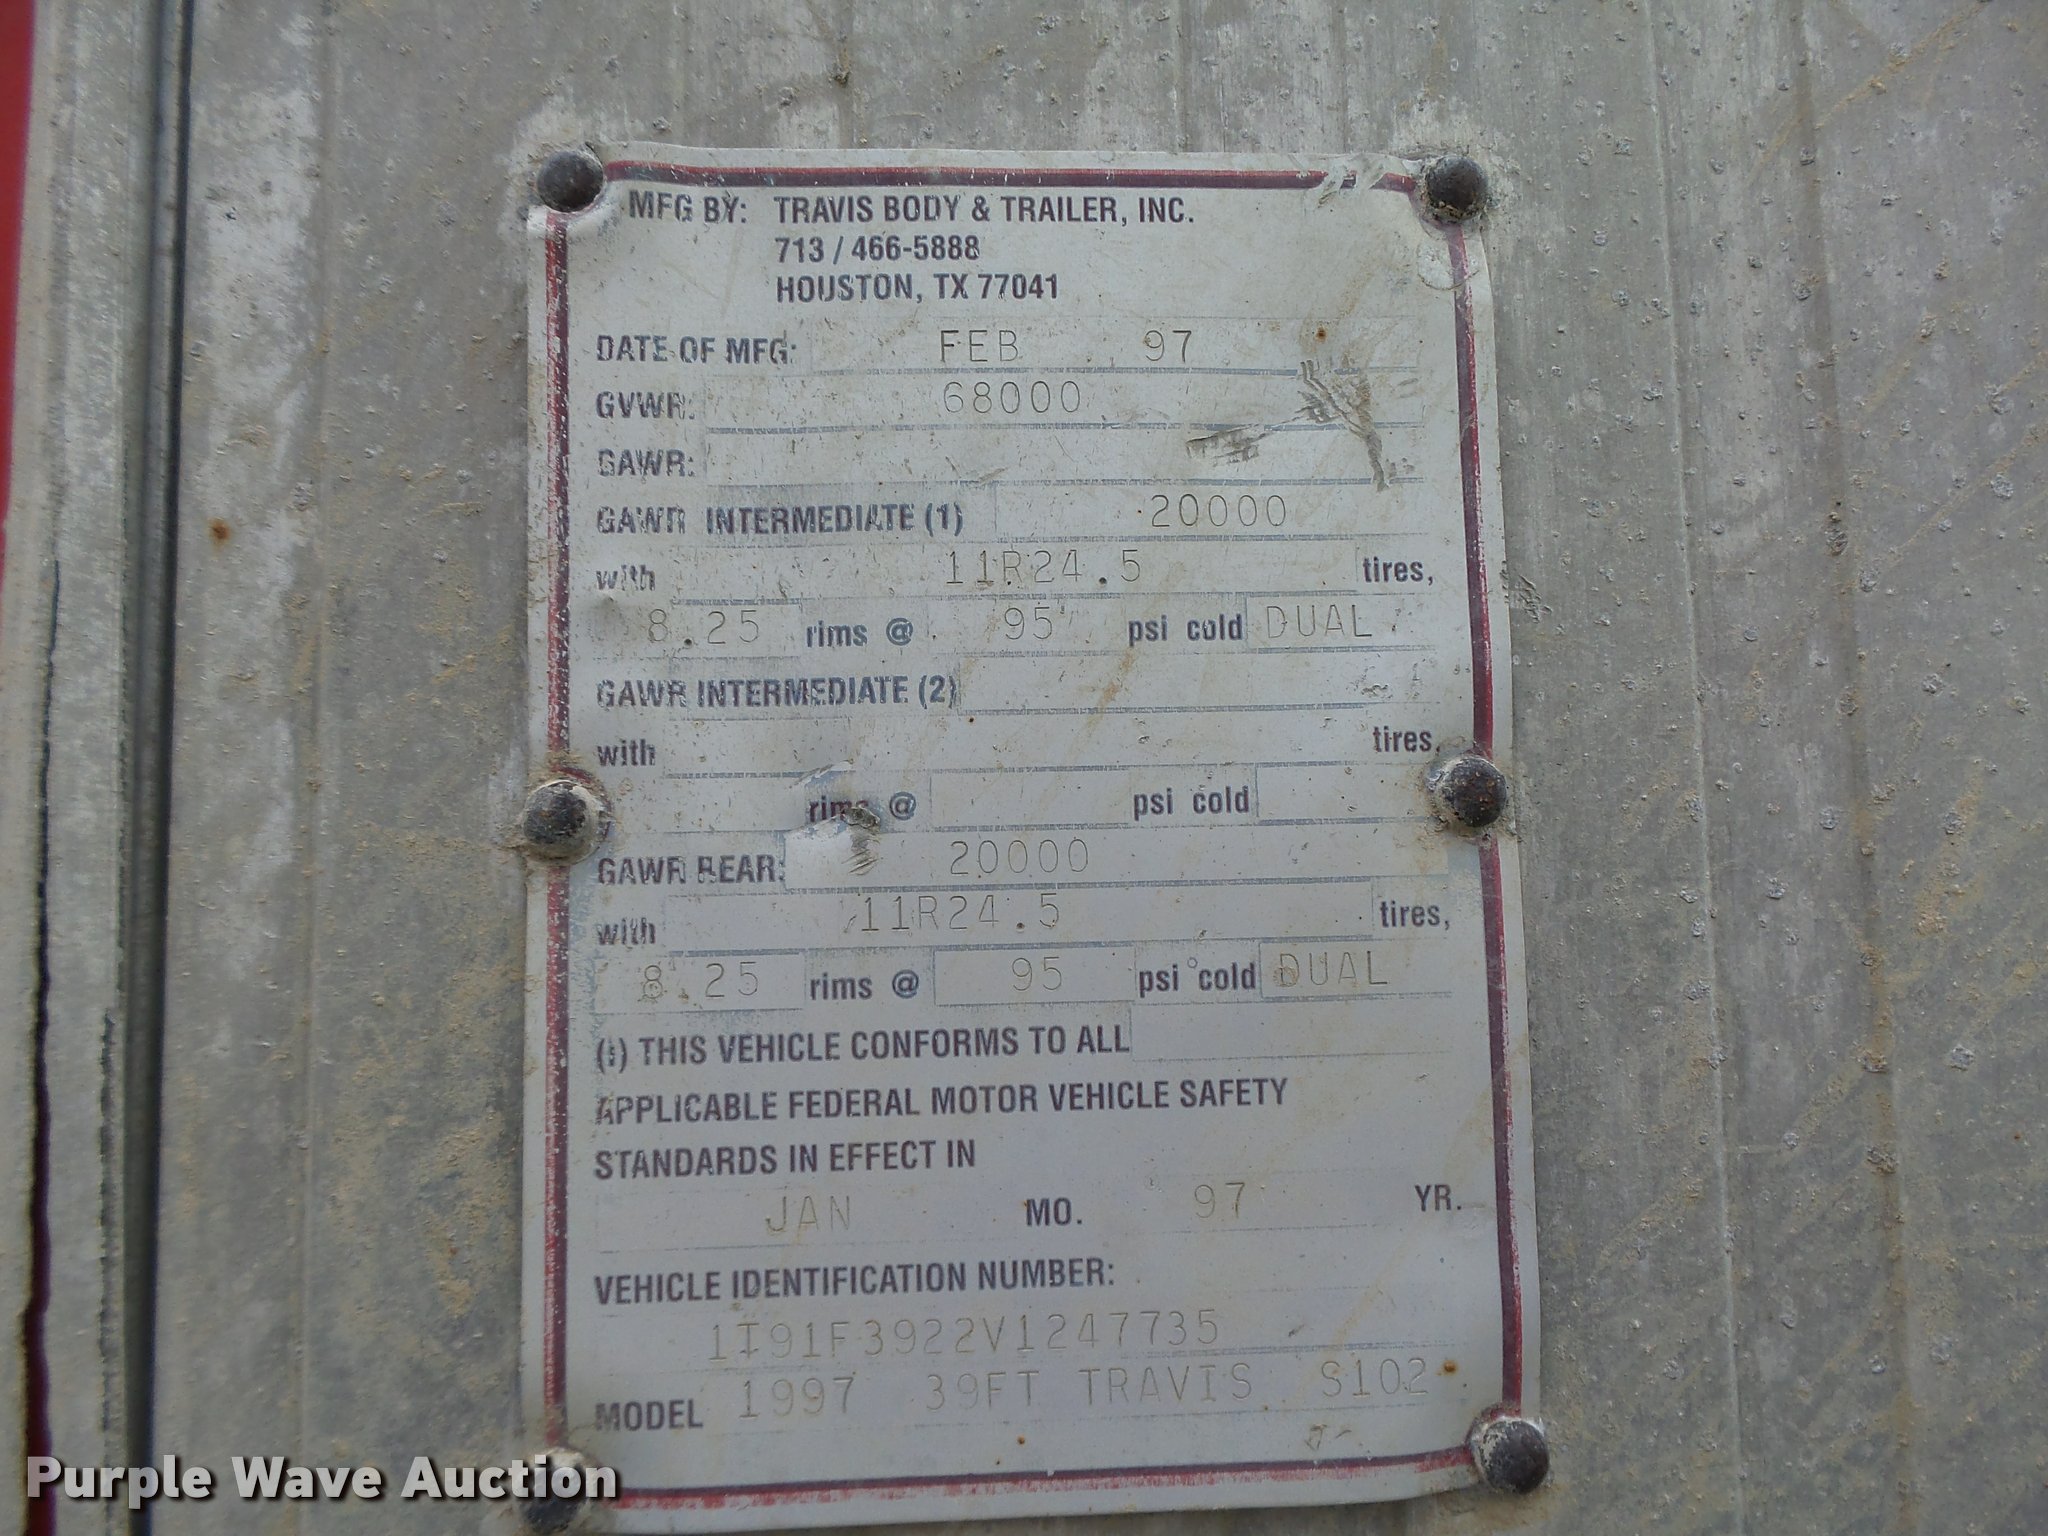 MFG BY: TRAVIS BODY & TRAILER, INC.
713 / 466-5888
HOUSTON, TX 77041
DATE OF MFG: FEB 97
GVWR: 68000
GAWR:
GAWR INTERMEDIATE (1) 20000
with 11R24.5 tires,
8.25 rims @ 95 psi cold DUAL
GAWR INTERMEDIATE (2)
with tires,
rims @ psi cold
GAWR REAR: 20000
with 11R24.5 tires,
8.25 rims @ 95 psi cold DUAL
() THIS VEHICLE CONFORMS TO ALL
APPLICABLE FEDERAL MOTOR VEHICLE SAFETY
STANDARDS IN EFFECT IN
JAN MO. 97 YR.
VEHICLE IDENTIFICATION NUMBER:
1T91F3922V1247735
MODEL 1997 39FT TRAVIS S102
Purple Wave Auction